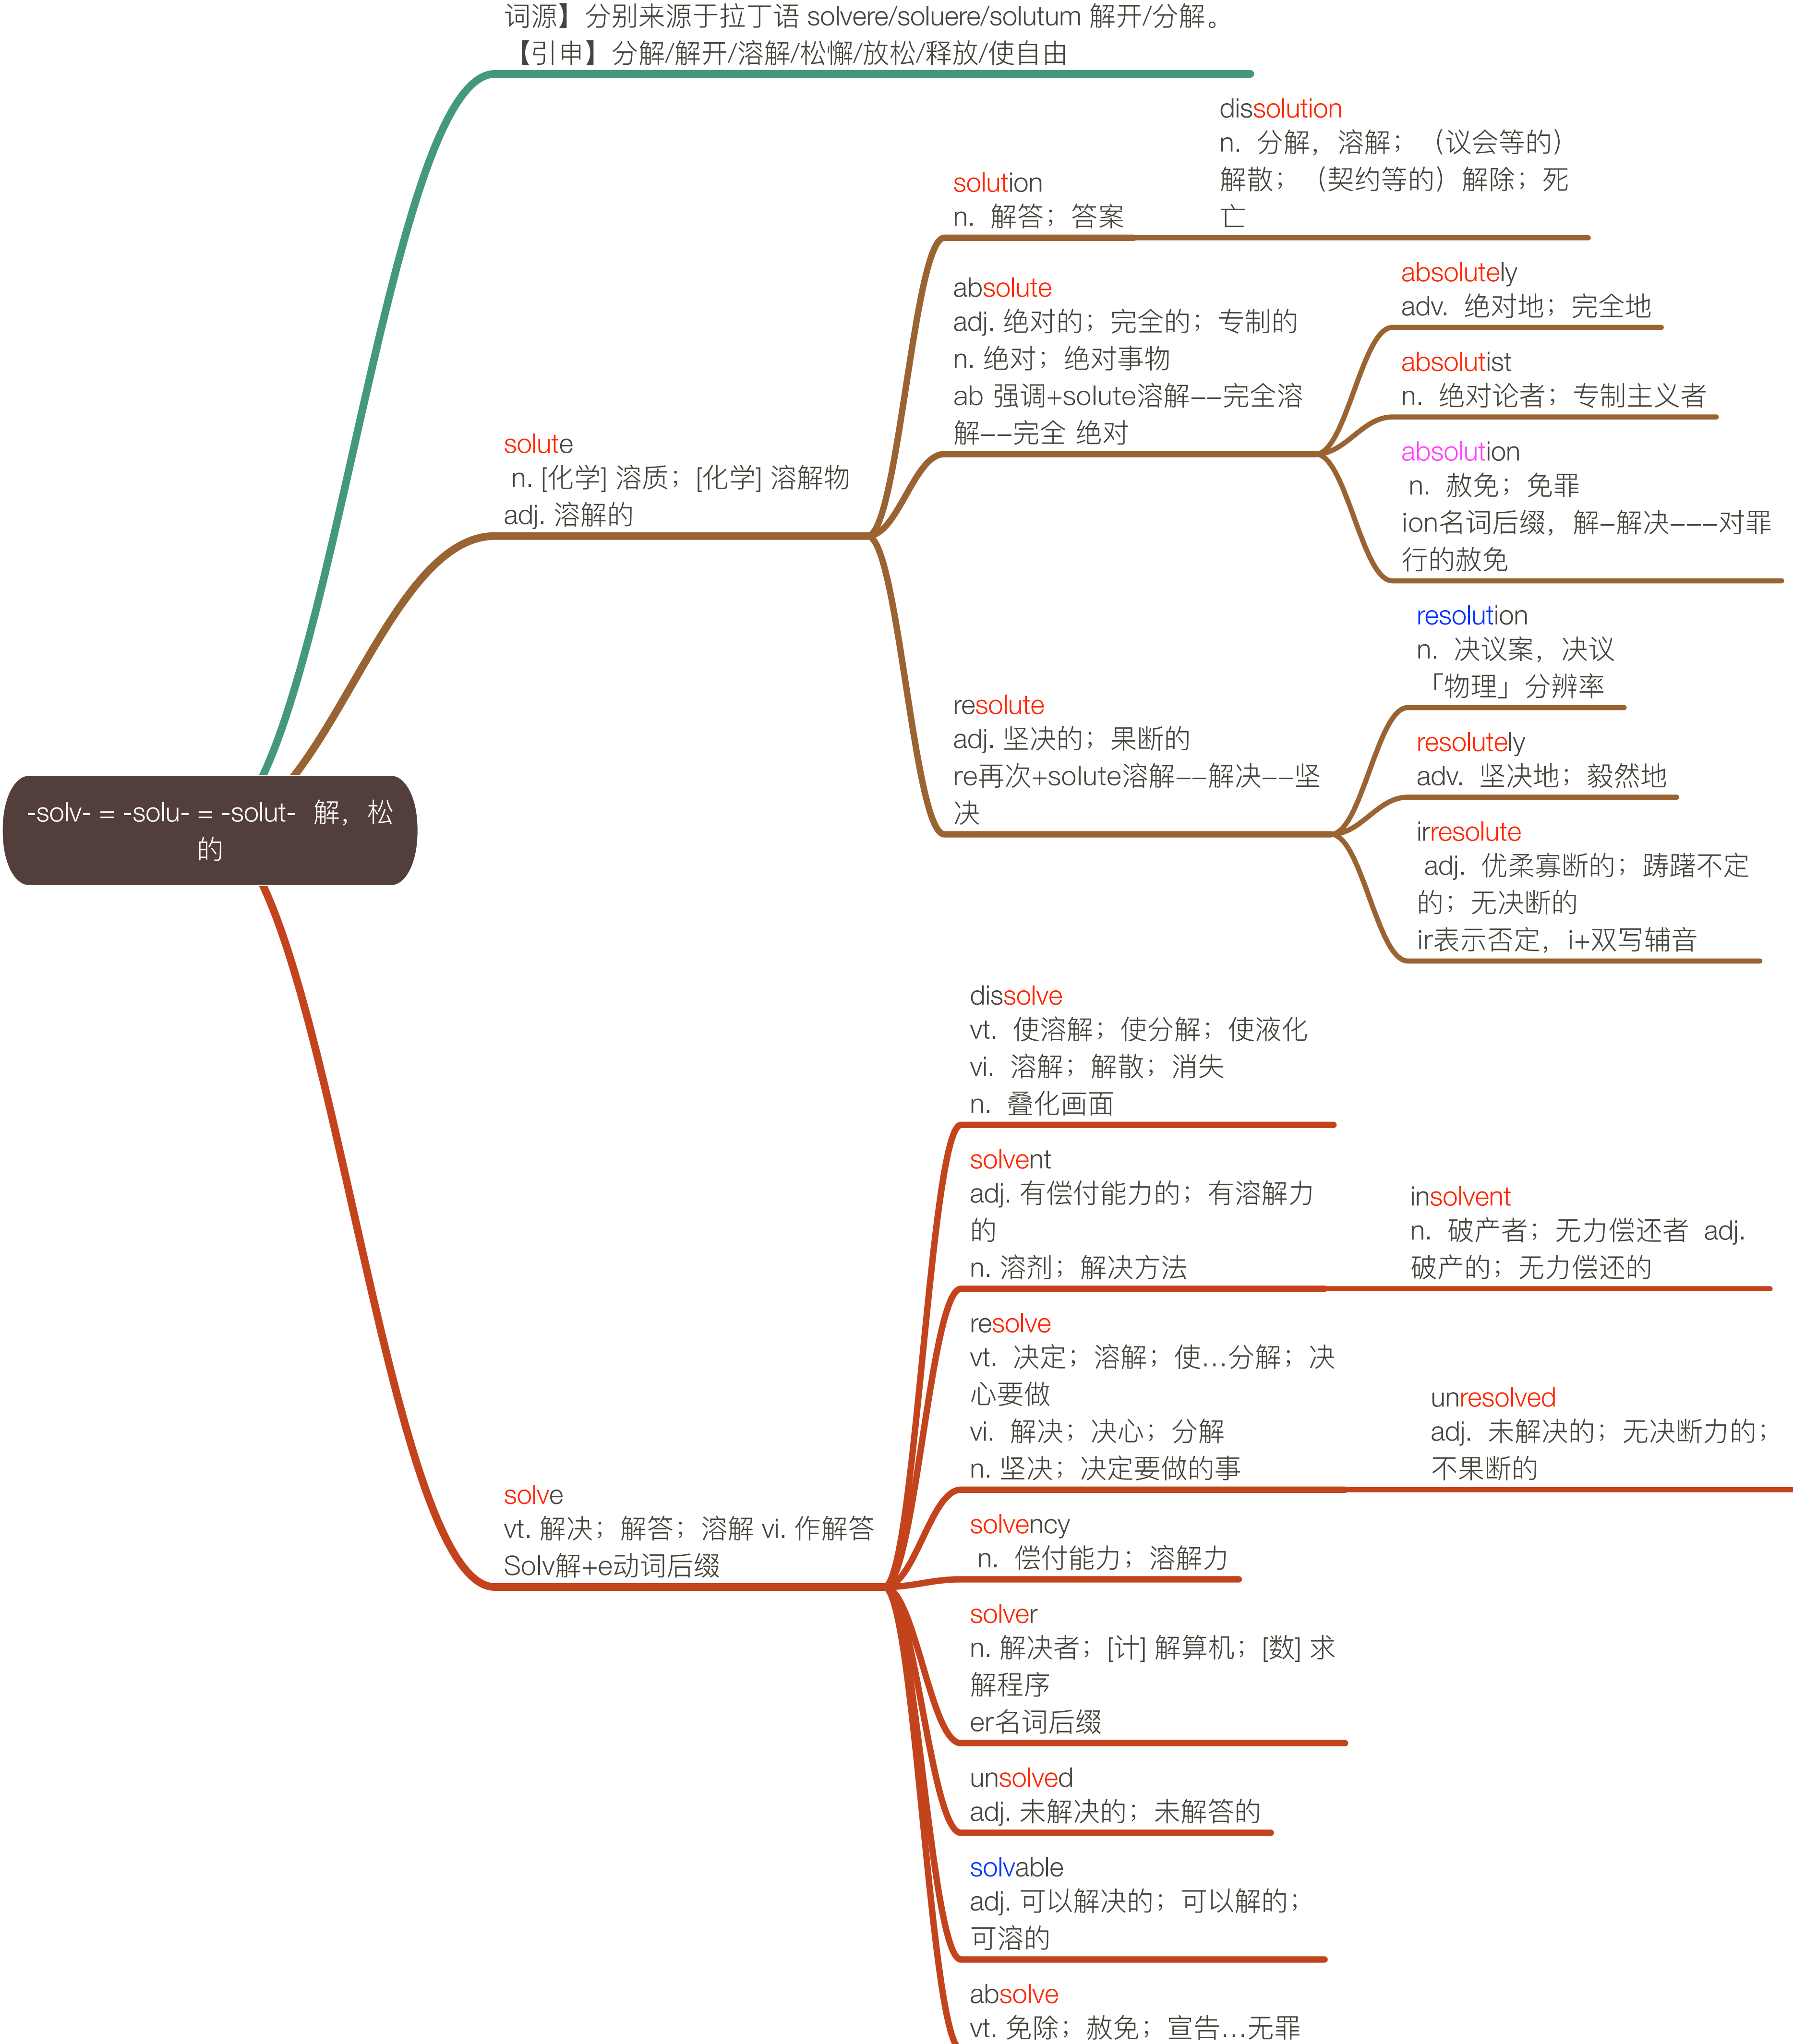 词源】分别来源于拉丁语 solvere/soluere/solutum 解开/分解。
【引申】分解/解开/溶解/松懈/放松/释放/使自由
dissolution
n. 分解，溶解；（议会等的）
解散；（契约等的）解除；死
亡
solution
n. 解答；答案
absolute
adj. 绝对的；完全的；专制的
n. 绝对；绝对事物
ab 强调+solute溶解--完全溶
解--完全 绝对
absolutely
adv. 绝对地；完全地
absolutist
n. 绝对论者；专制主义者
absolution
n. 赦免；免罪
ion名词后缀，解-解决---对罪
行的赦免
solute
n. [化学] 溶质；[化学] 溶解物
adj. 溶解的
resolute
adj. 坚决的；果断的
re再次+solute溶解--解决--坚
决
resolution
n. 决议案，决议
「物理」分辨率
resolutely
adv. 坚决地；毅然地
irresolute
adj. 优柔寡断的；踌躇不定
的；无决断的
ir表示否定，i+双写辅音
-solv- = -solu- = -solut- 解，松
的
dissolve
vt. 使溶解；使分解；使液化
vi. 溶解；解散；消失
n. 叠化画面
solvent
adj. 有偿付能力的；有溶解力
的
n. 溶剂；解决方法
insolvent
n. 破产者；无力偿还者 adj.
破产的；无力偿还的
resolve
vt. 决定；溶解；使…分解；决
心要做
vi. 解决；决心；分解
n. 坚决；决定要做的事
unresolved
adj. 未解决的；无决断力的；
不果断的
solve
vt. 解决；解答；溶解 vi. 作解答
Solv解+e动词后缀
solvency
n. 偿付能力；溶解力
solver
n. 解决者；[计] 解算机；[数] 求
解程序
er名词后缀
unsolved
adj. 未解决的；未解答的
solvable
adj. 可以解决的；可以解的；
可溶的
absolve
vt. 免除；赦免；宣告…无罪